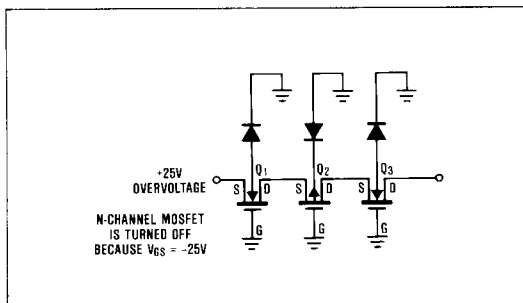 Q1 Q2 Q3
+25V
OVERVOLTAGE
S D S D S D
N-CHANNEL MOSFET
IS TURNED OFF
BECAUSE VGS = -25V
G G G